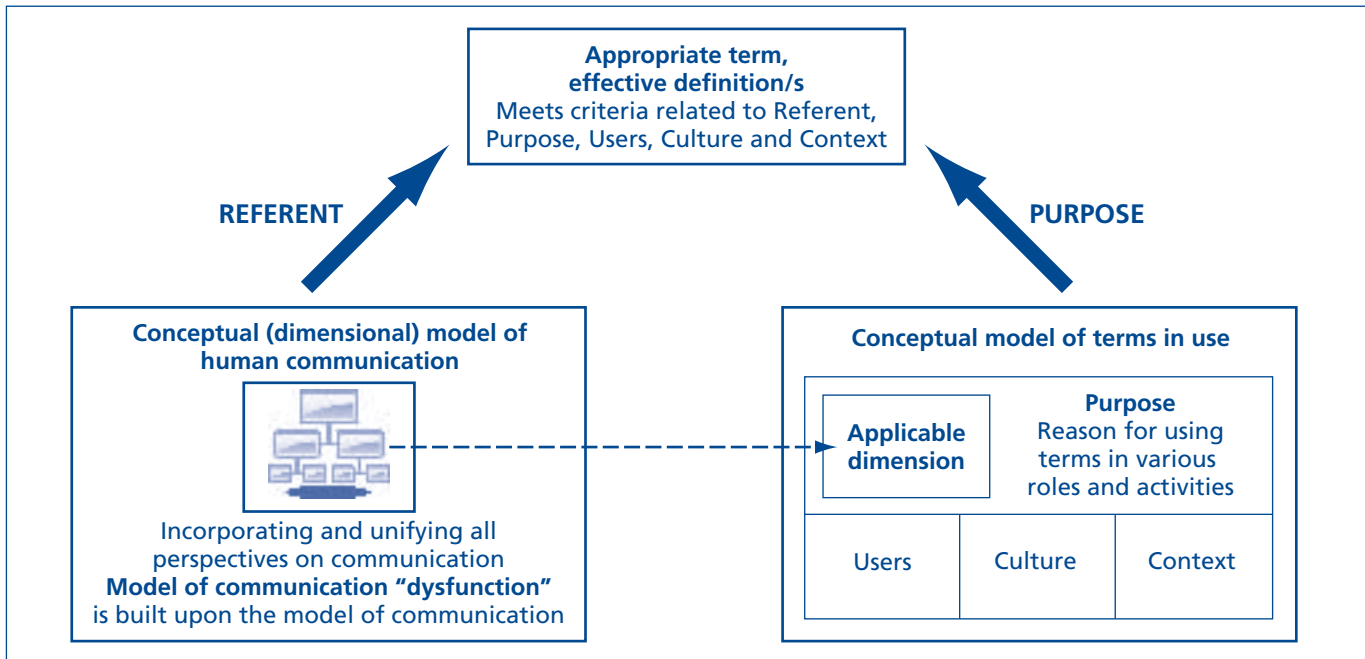 Appropriate term,
effective definition/s
Meets criteria related to Referent,
Purpose, Users, Culture and Context
REFERENT
PURPOSE
Conceptual (dimensional) model of
human communication
Incorporating and unifying all
perspectives on communication
Model of communication “dysfunction”
is built upon the model of communication
Conceptual model of terms in use
Applicable
dimension
Purpose
Reason for using
terms in various
roles and activities
Users
Culture
Context